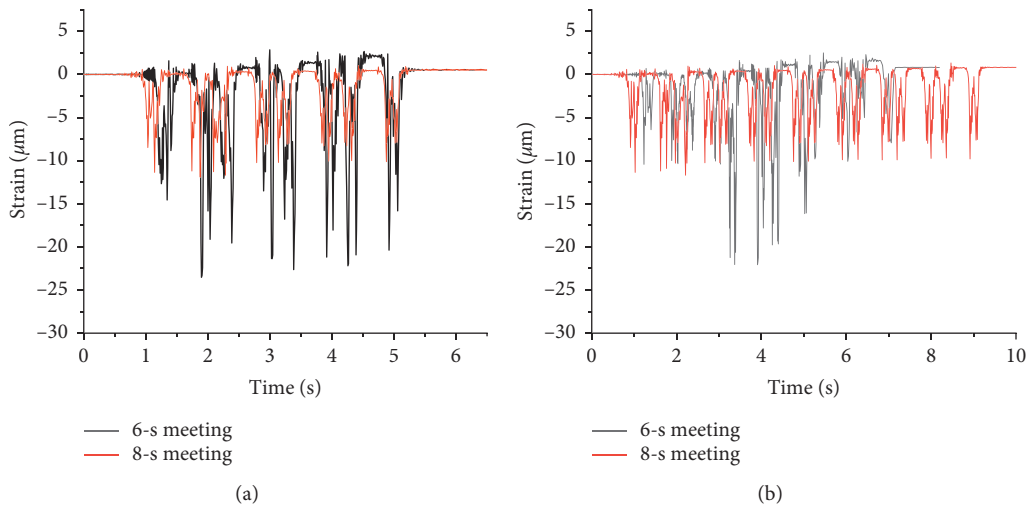 5
0
−5
−10
−15
−20
−25
−30
Strain (μm)
0 1 2 3 4 5 6
Time (s)
6-s meeting
8-s meeting
(a)
5
0
−5
−10
−15
−20
−25
−30
Strain (μm)
0 2 4 6 8 10
Time (s)
6-s meeting
8-s meeting
(b)